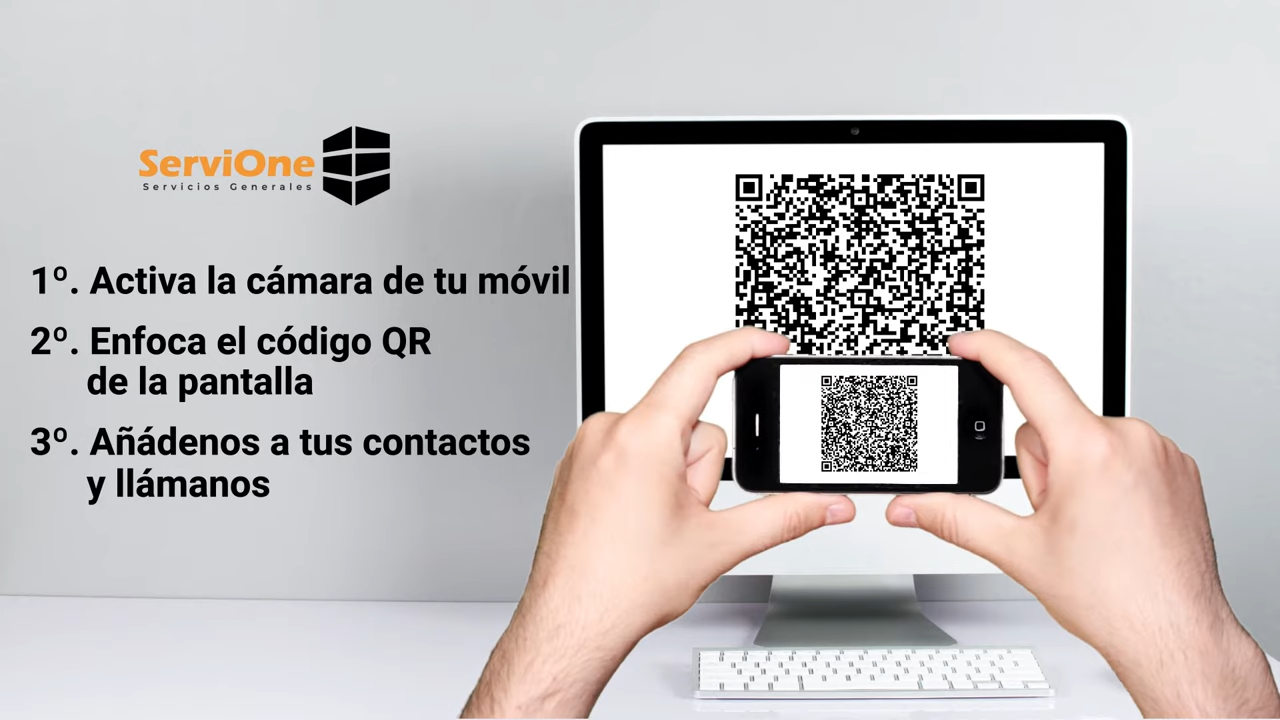 ServiOne
Servicios Generales
1º. Activa la cámara de tu móvil
2º. Enfoca el código QR
de la pantalla
3º. Añádenos a tus contactos
y llámanos